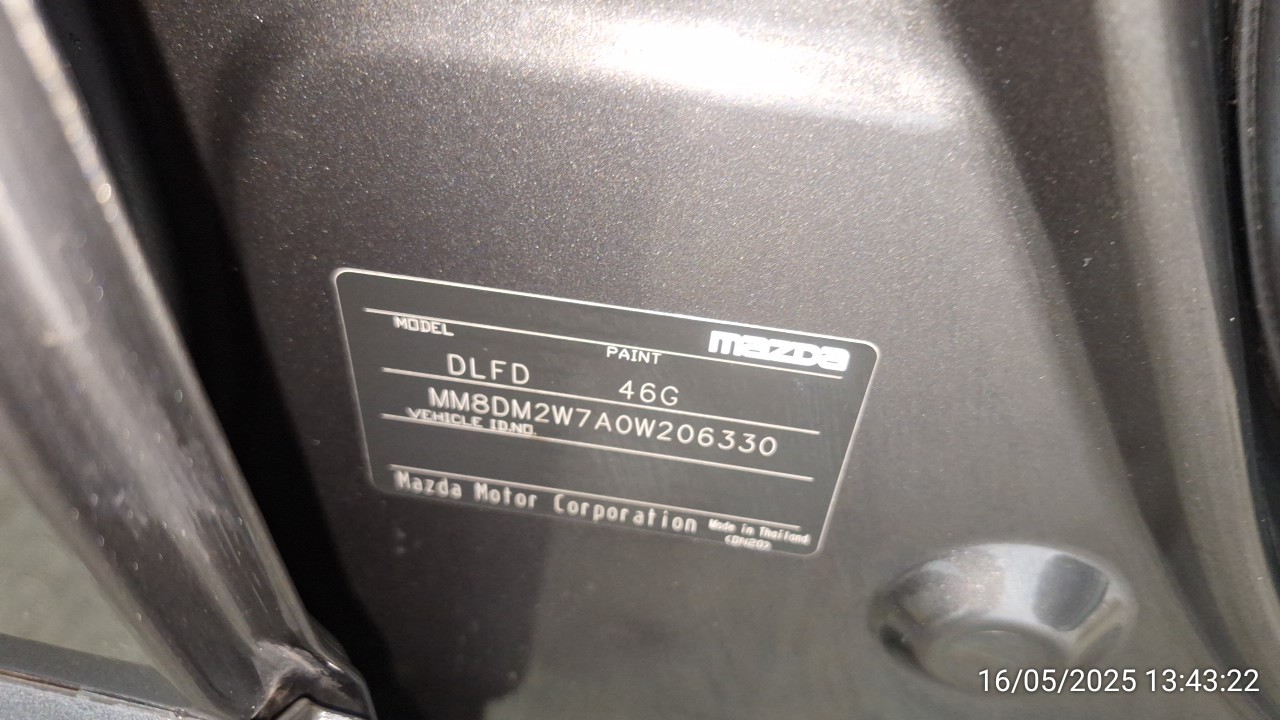 MODEL
PAINT
mazda
DLFD 46G
MM8DM2W7A0W206330
VEHICLE ID.NO.
Mazda Motor Corporation Made in Thailand
16/05/2025 13:43:22